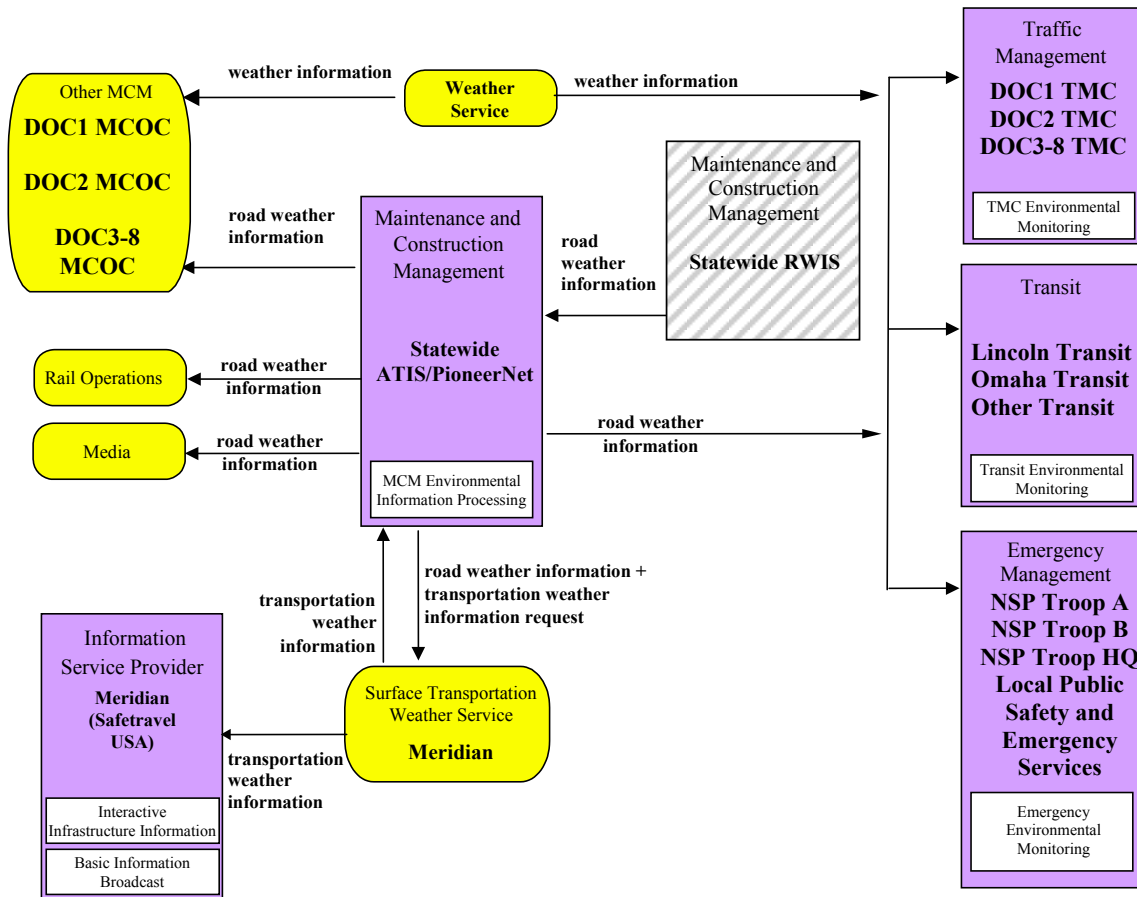 Other MCM
DOC1 MCOC
DOC2 MCOC
DOC3-8
MCOC
weather information
Weather
Service
weather information
Traffic
Management
DOC1 TMC
DOC2 TMC
DOC3-8 TMC
TMC Environmental
Monitoring
road weather
information
Maintenance and
Construction
Management
Statewide
ATIS/PioneerNet
MCM Environmental
Information Processing
road
weather
information
Maintenance and
Construction
Management
Statewide RWIS
Transit
Lincoln Transit
Omaha Transit
Other Transit
Transit Environmental
Monitoring
Rail Operations
road weather
information
Media
road weather
information
road weather
information
Emergency
Management
NSP Troop A
NSP Troop B
NSP Troop HQ
Local Public
Safety and
Emergency
Services
Emergency
Environmental
Monitoring
transportation
weather
information
road weather information +
transportation weather
information request
Information
Service Provider
Meridian
(Safetravel
USA)
Interactive
Infrastructure Information
Basic Information
Broadcast
transportation
weather
information
Surface Transportation
Weather Service
Meridian